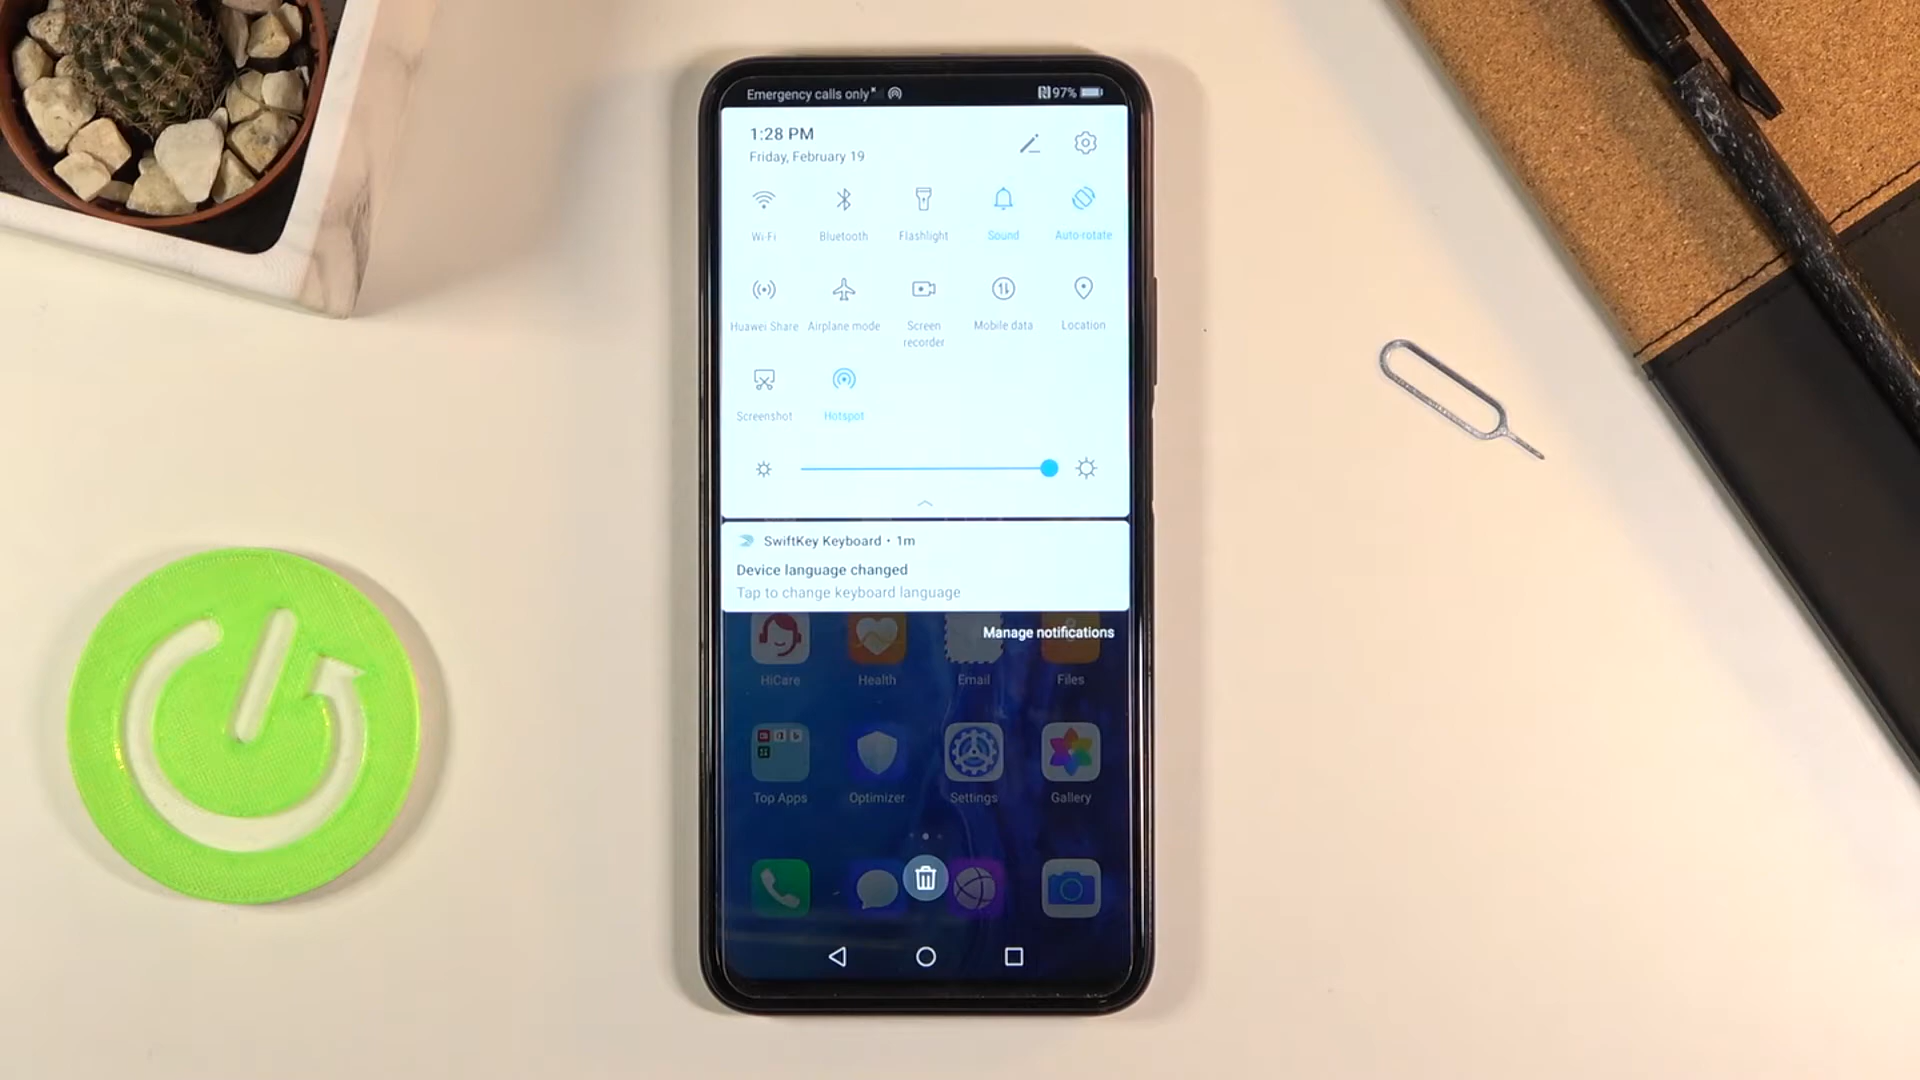 Emergency calls only
97%
1:28 PM
Friday, February 19
Wi-Fi
Bluetooth
Flashlight
Sound
Auto-rotate
Huawei Share
Airplane mode
Screen
recorder
Mobile data
Location
Screenshot
Hotspot
SwiftKey Keyboard • 1m
Device language changed
Tap to change keyboard language
Manage notifications
HiCare
Health
Email
Files
Top Apps
Optimizer
Settings
Gallery